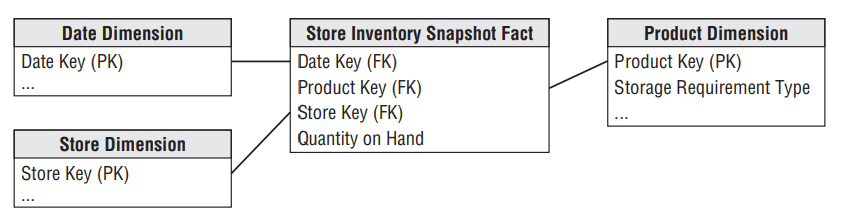 Date Dimension
Date Key (PK)
...
Store Dimension
Store Key (PK)
...
Store Inventory Snapshot Fact
Date Key (FK)
Product Key (FK)
Store Key (FK)
Quantity on Hand
Product Dimension
Product Key (PK)
Storage Requirement Type
...